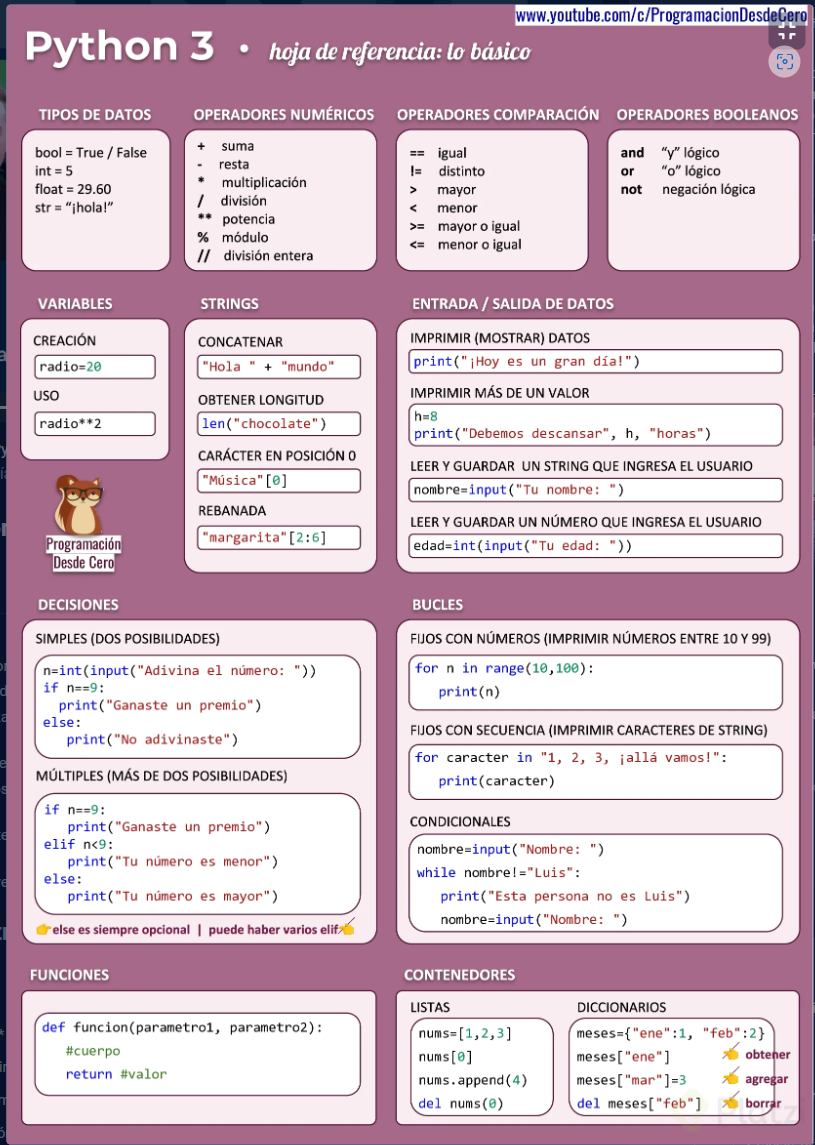 www.youtube.com/c/ProgramacionDesdeCero
Python 3 • hoja de referencia: lo básico
TIPOS DE DATOS
bool = True / False
int = 5
float = 29.60
str = “¡hola!”
OPERADORES NUMÉRICOS
+ suma
- resta
* multiplicación
/ división
** potencia
% módulo
// división entera
OPERADORES COMPARACIÓN
== igual
!= distinto
> mayor
< menor
>= mayor o igual
<= menor o igual
OPERADORES BOOLEANOS
and “y” lógico
or “o” lógico
not negación lógica
VARIABLES
CREACIÓN
radio=20
USO
radio**2
Programación
Desde Cero
STRINGS
CONCATENAR
"Hola " + "mundo"
OBTENER LONGITUD
len("chocolate")
CARÁCTER EN POSICIÓN 0
"Música"[0]
REBANADA
"margarita"[2:6]
ENTRADA / SALIDA DE DATOS
IMPRIMIR (MOSTRAR) DATOS
print("¡Hoy es un gran día!")
IMPRIMIR MÁS DE UN VALOR
h=8
print("Debemos descansar", h, "horas")
LEER Y GUARDAR UN STRING QUE INGRESA EL USUARIO
nombre=input("Tu nombre: ")
LEER Y GUARDAR UN NÚMERO QUE INGRESA EL USUARIO
edad=int(input("Tu edad: "))
DECISIONES
SIMPLES (DOS POSIBILIDADES)
n=int(input("Adivina el número: "))
if n==9:
print("Ganaste un premio")
else:
print("No adivinaste")
MÚLTIPLES (MÁS DE DOS POSIBILIDADES)
if n==9:
print("Ganaste un premio")
elif n<9:
print("Tu número es menor")
else:
print("Tu número es mayor")
👉else es siempre opcional | puede haber varios elif✍
BUCLES
FIJOS CON NÚMEROS (IMPRIMIR NÚMEROS ENTRE 10 Y 99)
for n in range(10,100):
print(n)
FIJOS CON SECUENCIA (IMPRIMIR CARACTERES DE STRING)
for caracter in "1, 2, 3, ¡allá vamos!":
print(caracter)
CONDICIONALES
nombre=input("Nombre: ")
while nombre!="Luis":
print("Esta persona no es Luis")
nombre=input("Nombre: ")
FUNCIONES
def funcion(parametro1, parametro2):
#cuerpo
return #valor
CONTENEDORES
LISTAS
nums=[1,2,3]
nums[0]
nums.append(4)
del nums(0)
DICCIONARIOS
meses={"ene":1, "feb":2}
meses["ene"] ✍ obtener
meses["mar"]=3 ✍ agregar
del meses["feb"] ✍ borrar
Platzi